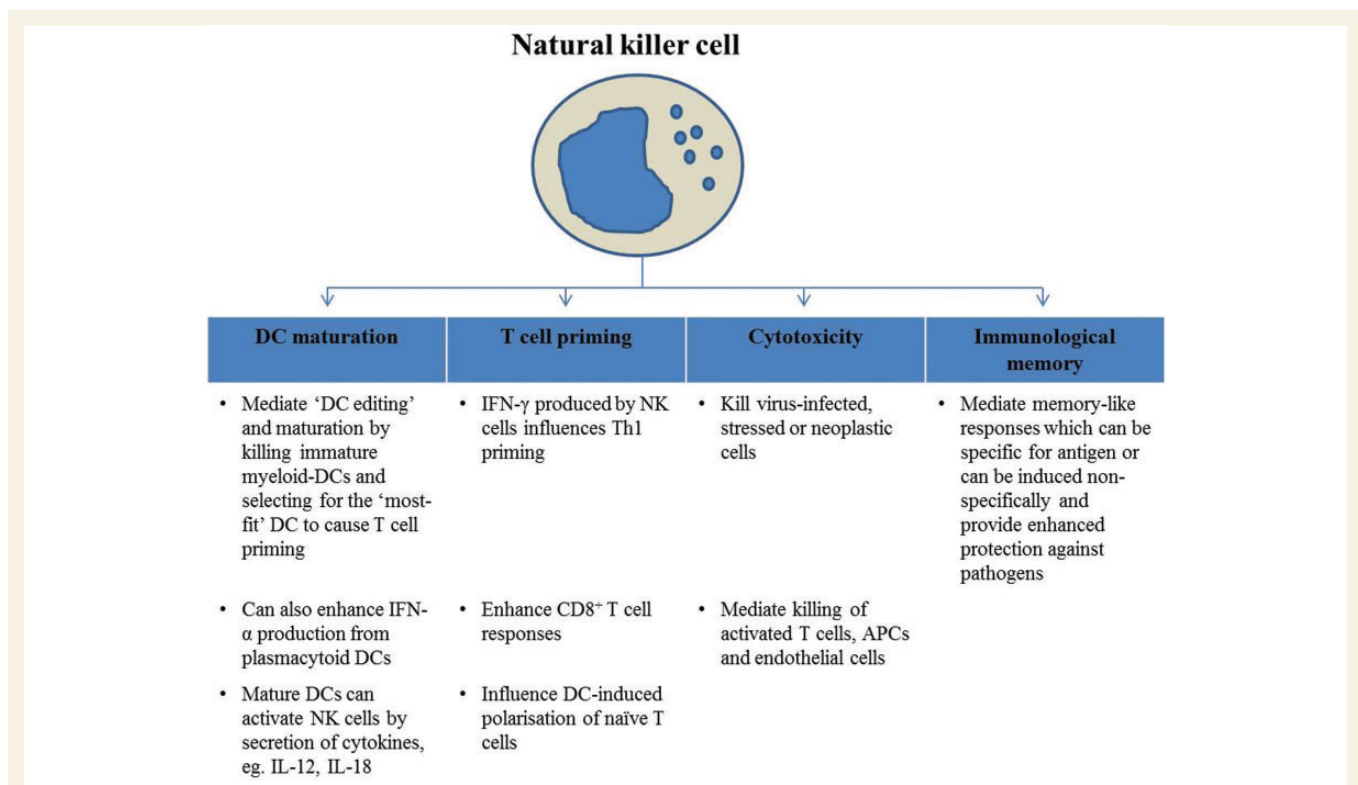 Natural killer cell
DC maturation
T cell priming
Cytotoxicity
Immunological
memory
• Mediate ‘DC editing’
and maturation by
killing immature
myeloid-DCs and
selecting for the ‘most-
fit’ DC to cause T cell
priming
• IFN-γ produced by NK
cells influences Th1
priming
• Kill virus-infected,
stressed or neoplastic
cells
• Mediate memory-like
responses which can be
specific for antigen or
can be induced non-
specifically and
provide enhanced
protection against
pathogens
• Can also enhance IFN-
α production from
plasmacytoid DCs
• Enhance CD8⁺ T cell
responses
• Mediate killing of
activated T cells, APCs
and endothelial cells
• Mature DCs can
activate NK cells by
secretion of cytokines,
eg. IL-12, IL-18
• Influence DC-induced
polarisation of naïve T
cells